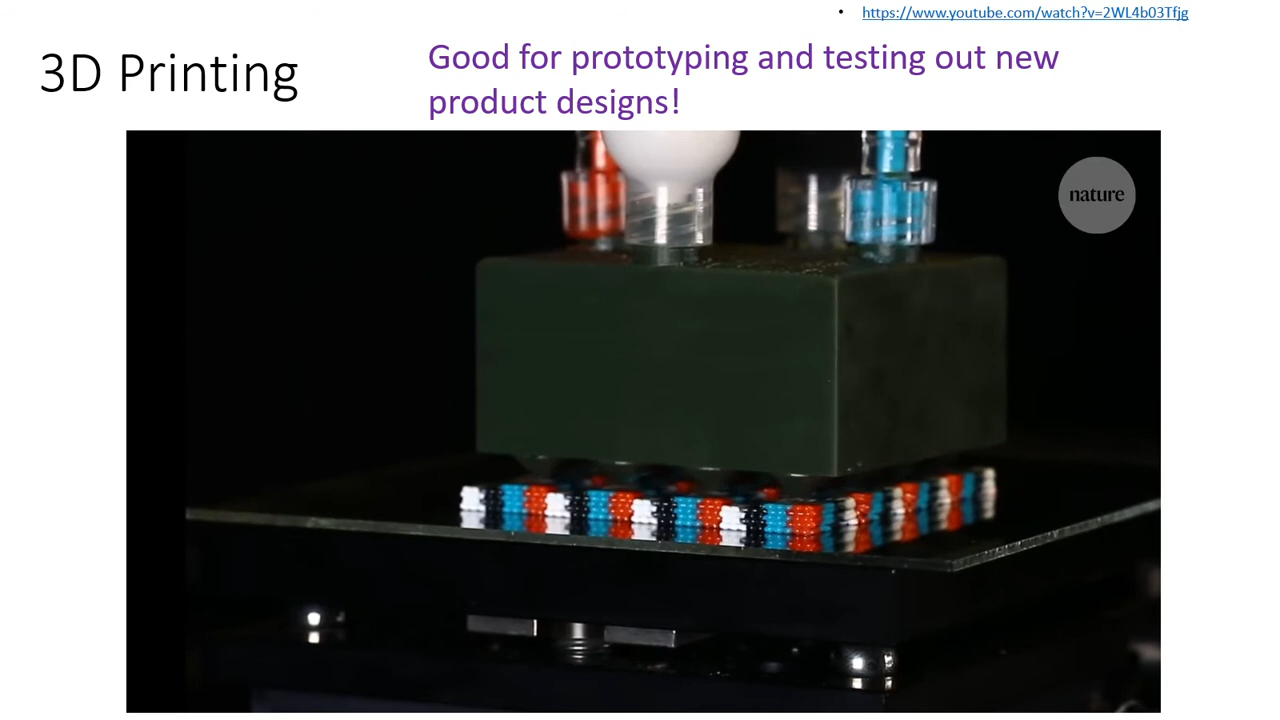 https://www.youtube.com/watch?v=2WL4b03Tfjg
3D Printing
Good for prototyping and testing out new
product designs!
nature